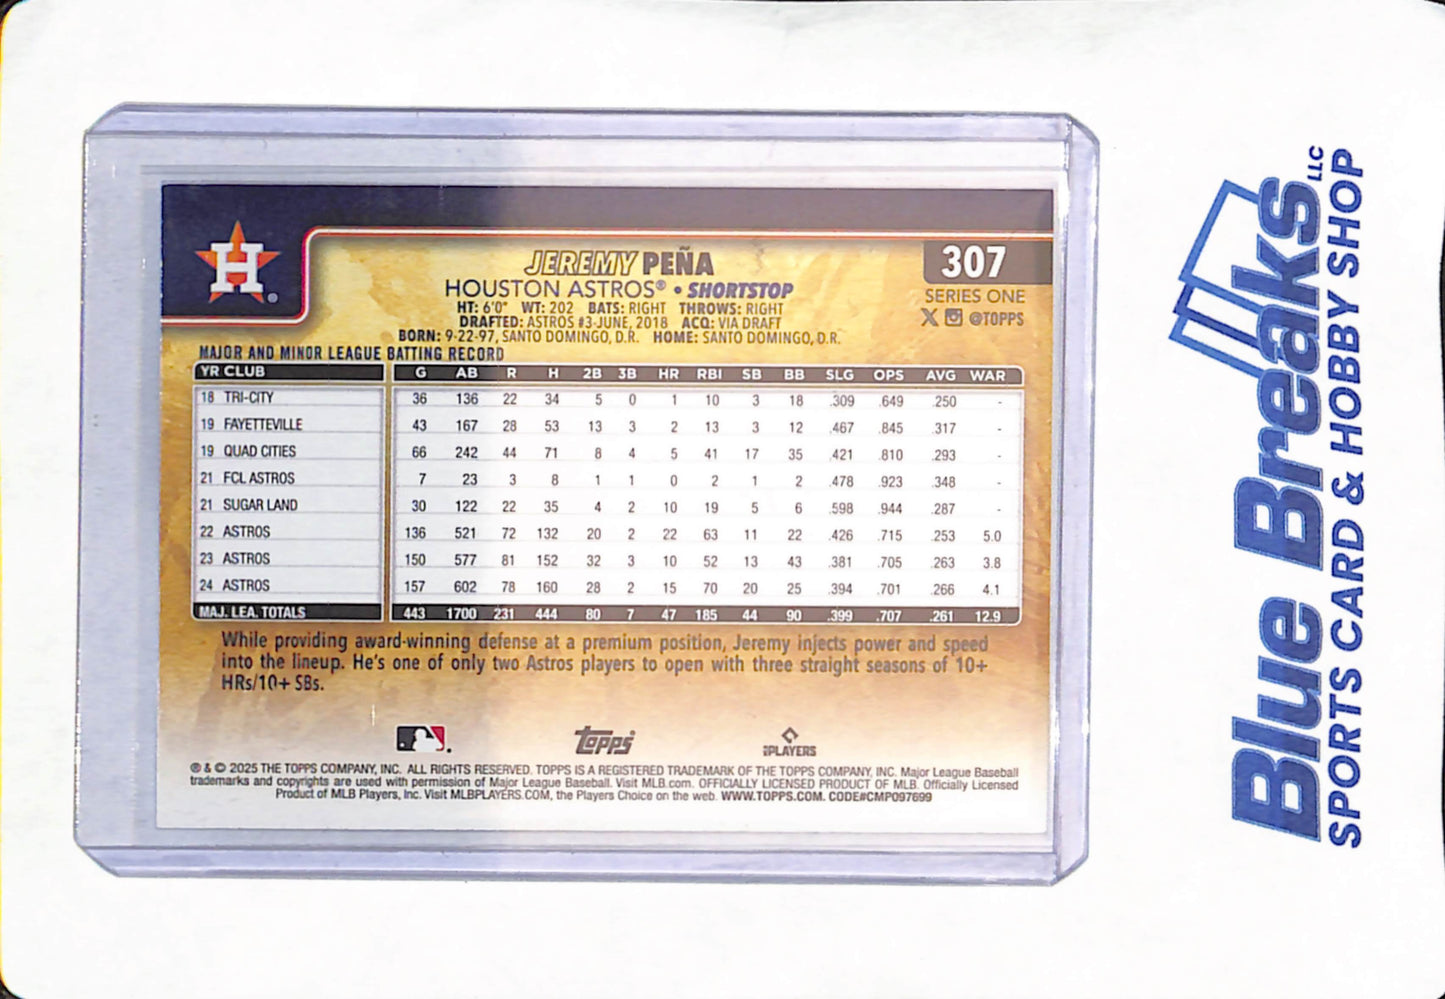 H
JEREMY PEÑA
307
HOUSTON ASTROS® • SHORTSTOP
SERIES ONE
HT: 6'0" WT: 202 BATS: RIGHT THROWS: RIGHT
X @TOPPS
DRAFTED: ASTROS #3-JUNE, 2018 ACQ: VIA DRAFT
BORN: 9-22-97, SANTO DOMINGO, D.R. HOME: SANTO DOMINGO, D.R.
MAJOR AND MINOR LEAGUE BATTING RECORD
YR CLUB G AB R H 2B 3B HR RBI SB BB SLG OPS AVG WAR
18 TRI-CITY 36 136 22 34 5 0 1 10 3 18 .309 .649 .250 -
19 FAYETTEVILLE 43 167 28 53 13 3 2 13 3 12 .467 .845 .317 -
19 QUAD CITIES 66 242 44 71 8 4 5 41 17 35 .421 .810 .293 -
21 FCL ASTROS 7 23 3 8 1 1 0 2 1 2 .478 .923 .348 -
21 SUGAR LAND 30 122 22 35 4 2 10 19 5 6 .598 .944 .287 -
22 ASTROS 136 521 72 132 20 2 22 63 11 22 .426 .715 .253 5.0
23 ASTROS 150 577 81 152 32 3 10 52 13 43 .381 .705 .263 3.8
24 ASTROS 157 602 78 160 28 2 15 70 20 25 .394 .701 .266 4.1
MAJ. LEA. TOTALS 443 1700 231 444 80 7 47 185 44 90 .399 .707 .261 12.9
While providing award-winning defense at a premium position, Jeremy injects power and speed
into the lineup. He's one of only two Astros players to open with three straight seasons of 10+
HRs/10+ SBs.
Topps
PLAYERS
® & © 2025 THE TOPPS COMPANY, INC. ALL RIGHTS RESERVED. TOPPS IS A REGISTERED TRADEMARK OF THE TOPPS COMPANY, INC. Major League Baseball
trademarks and copyrights are used with permission of Major League Baseball. Visit MLB.com. OFFICIALLY LICENSED PRODUCT OF MLB. Officially Licensed
Product of MLB Players, Inc. Visit MLBPLAYERS.COM, the Players Choice on the web. WWW.TOPPS.COM. CODE#CMP097699
Blue Breaks LLC
SPORTS CARD & HOBBY SHOP